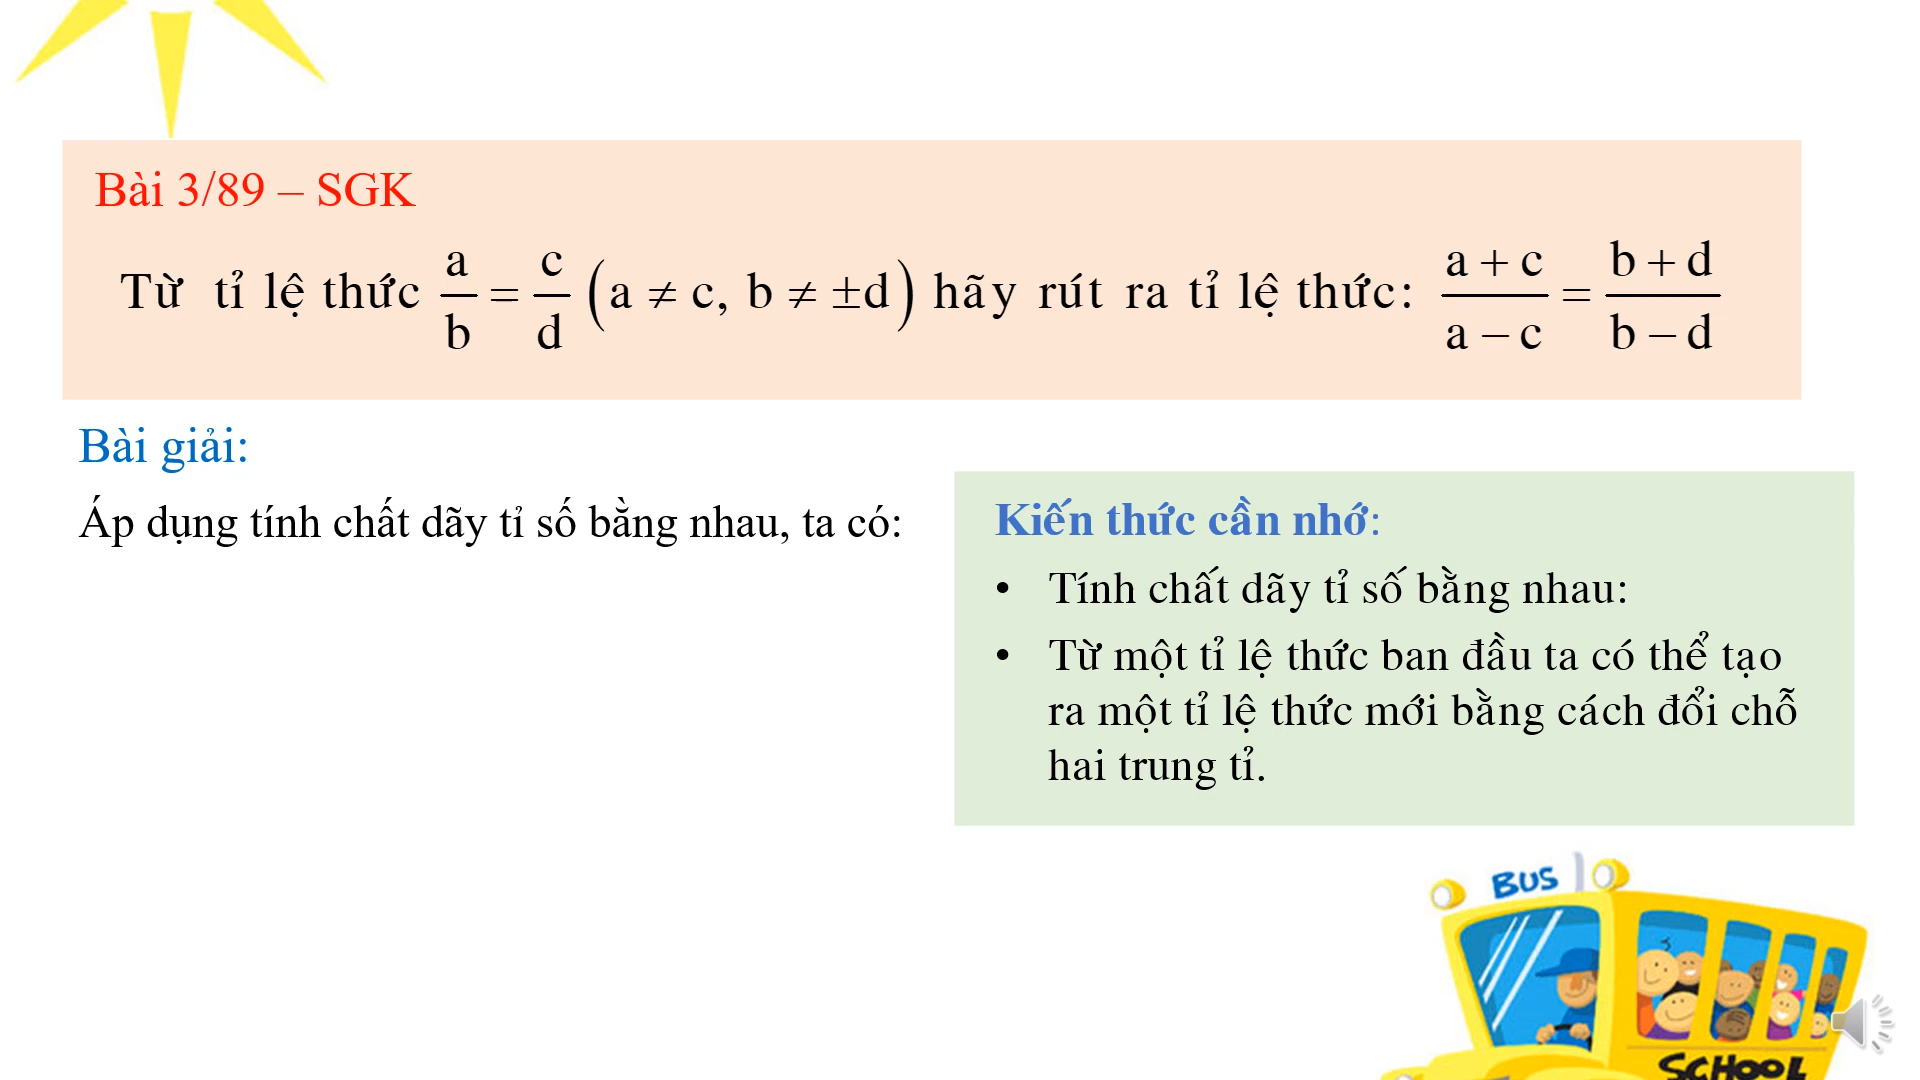 Bài 3/89 – SGK
Từ tỉ lệ thức a/b = c/d (a ≠ c, b ≠ ±d) hãy rút ra tỉ lệ thức: (a + c)/(a – c) = (b + d)/(b – d)
Bài giải:
Áp dụng tính chất dãy tỉ số bằng nhau, ta có:
Kiến thức cần nhớ:
• Tính chất dãy tỉ số bằng nhau:
• Từ một tỉ lệ thức ban đầu ta có thể tạo
ra một tỉ lệ thức mới bằng cách đổi chỗ
hai trung tỉ.
BUS
SCHOOL